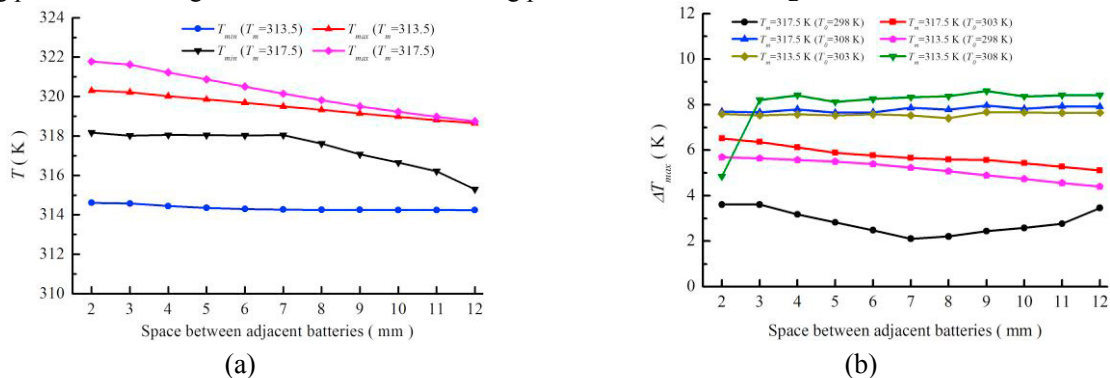 T_min (T_m=313.5) T_max (T_m=313.5)
T_min (T_m=317.5) T_max (T_m=317.5)
T ( K )
324
322
320
318
316
314
312
310
2 3 4 5 6 7 8 9 10 11 12
Space between adjacent batteries ( mm )
(a)
T_m=317.5 K (T_0=298 K) T_m=317.5 K (T_0=303 K)
T_m=317.5 K (T_0=308 K) T_m=313.5 K (T_0=298 K)
T_m=313.5 K (T_0=303 K) T_m=313.5 K (T_0=308 K)
ΔT_max ( K )
12
10
8
6
4
2
0
2 3 4 5 6 7 8 9 10 11 12
Space between adjacent batteries ( mm )
(b)